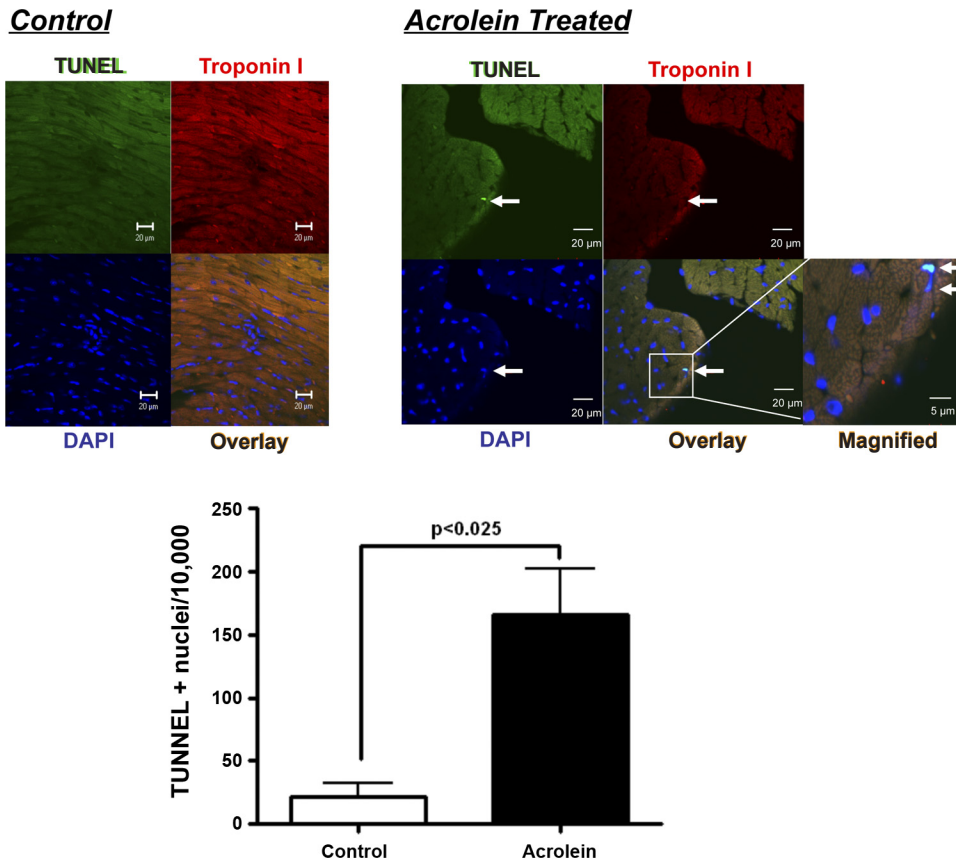 Control
Acrolein Treated
TUNEL
Troponin I
TUNEL
Troponin I
20 µm
20 µm
20 µm
20 µm
20 µm
20 µm
20 µm
20 µm
5 µm
DAPI
Overlay
DAPI
Overlay
Magnified
TUNNEL + nuclei/10,000
250
200
150
100
50
0
p<0.025
Control
Acrolein